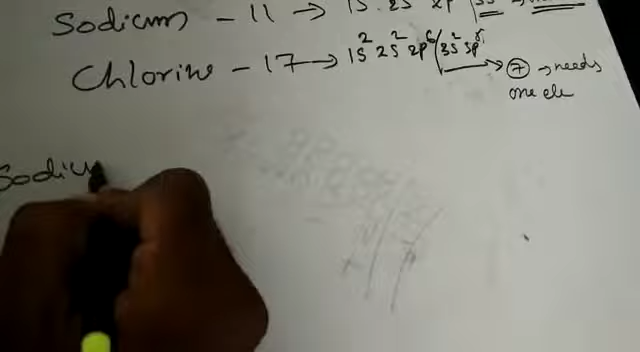 Sodium - 11 → 1s 2s 2p
Chlorine - 17 → 1s² 2s² 2p⁶ 3s² 3p⁵ → 7 → needs
one ele
Sodiu